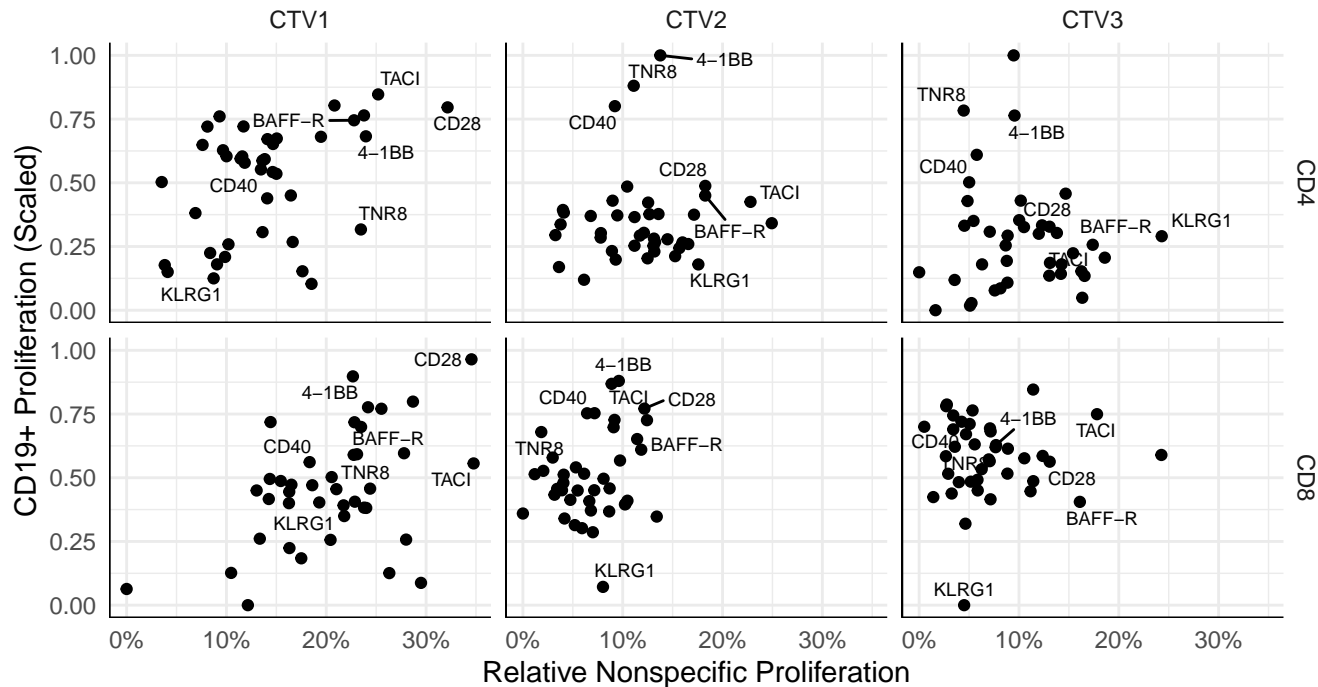 CTV1 CTV2 CTV3
CD19+ Proliferation (Scaled)
1.00
0.75
0.50
0.25
0.00
TACI
BAFF−R
CD28
4−1BB
CD40
TNR8
KLRG1
4−1BB
TNR8
CD40
CD28
TACI
BAFF−R
KLRG1
TNR8
4−1BB
CD40
CD28
BAFF−R
KLRG1
TACI
CD4
1.00
0.75
0.50
0.25
0.00
CD28
4−1BB
CD40
BAFF−R
TNR8
TACI
KLRG1
4−1BB
CD40
TACI
CD28
TNR8
BAFF−R
KLRG1
4−1BB
TACI
CD40
TNR8
CD28
BAFF−R
KLRG1
CD8
0% 10% 20% 30% 0% 10% 20% 30% 0% 10% 20% 30%
Relative Nonspecific Proliferation